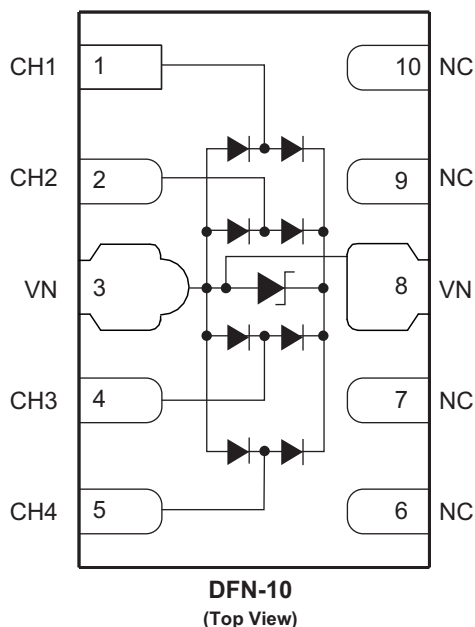 CH1 1 10 NC
CH2 2 9 NC
VN 3 8 VN
CH3 4 7 NC
CH4 5 6 NC
DFN-10
(Top View)